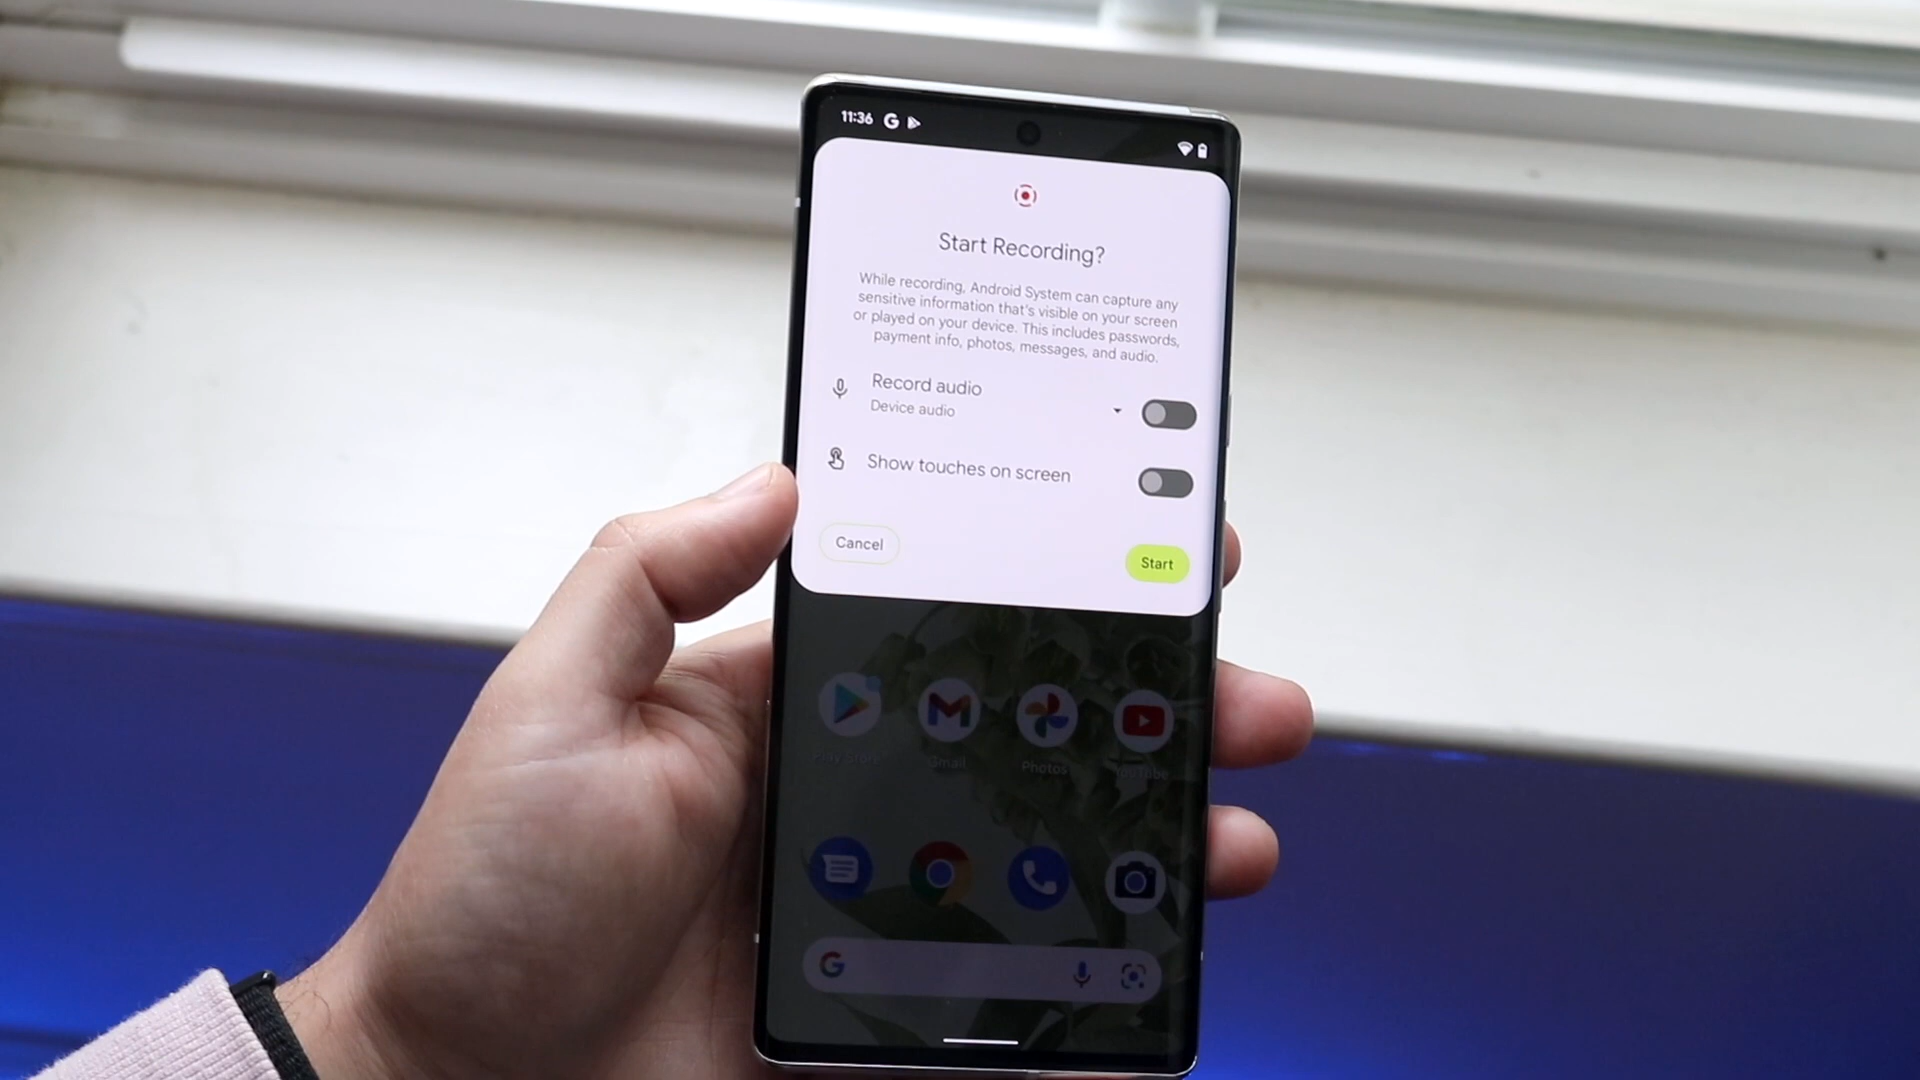 11:36
Start Recording?
While recording, Android System can capture any
sensitive information that's visible on your screen
or played on your device. This includes passwords,
payment info, photos, messages, and audio.
Record audio
Device audio
Show touches on screen
Cancel
Start
Play Store
Gmail
Photos
YouTube